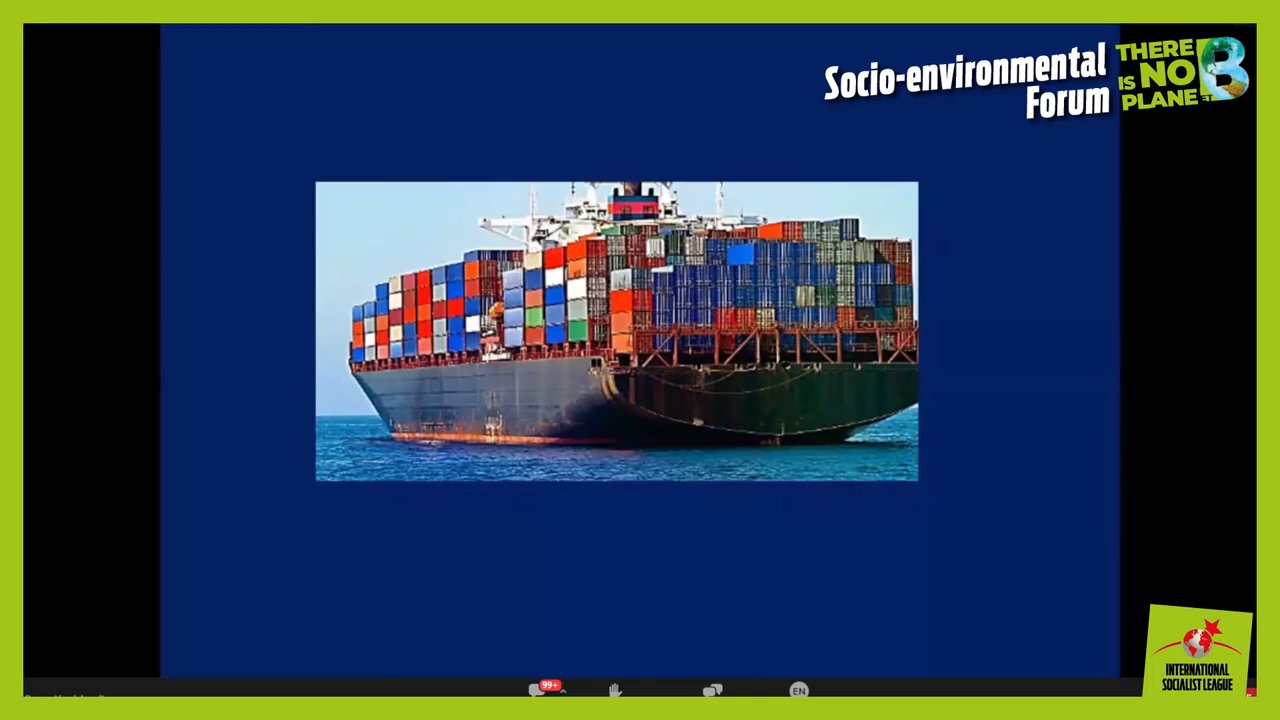 Socio-environmental
Forum
THERE
IS NO
PLANET
B
INTERNATIONAL
SOCIALIST LEAGUE
99+
EN